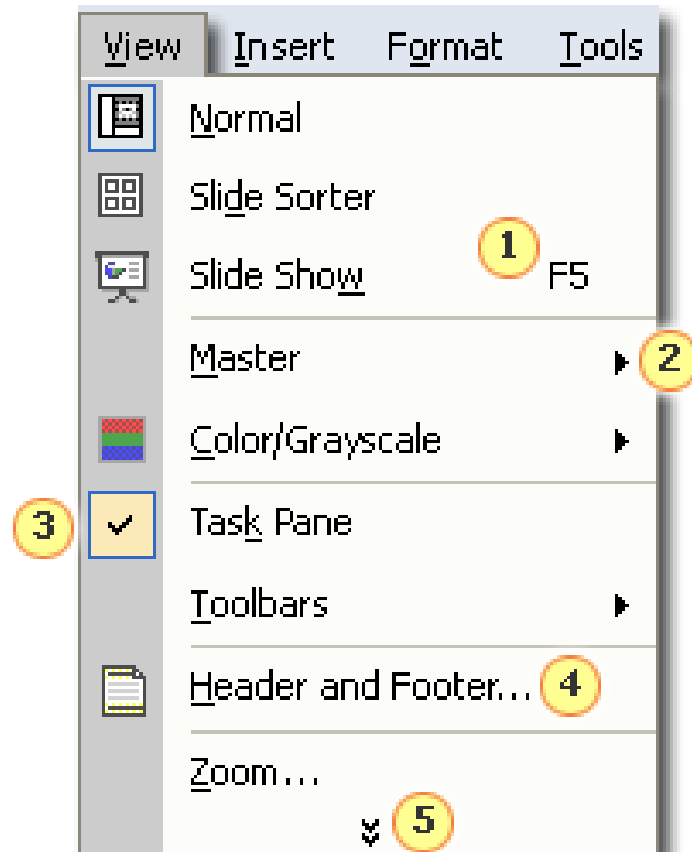 View Insert Format Tools
Normal
Slide Sorter
1
Slide Show F5
Master 2
Color/Grayscale
3 Task Pane
Toolbars
Header and Footer... 4
Zoom...
5